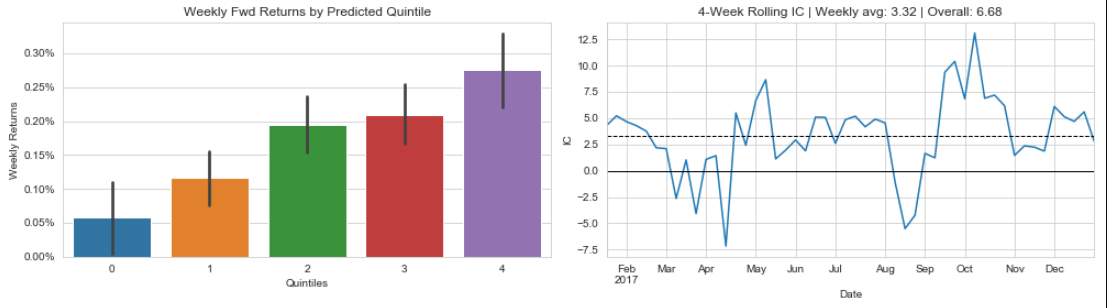 Weekly Fwd Returns by Predicted Quintile
Weekly Returns
0.30%
0.25%
0.20%
0.15%
0.10%
0.05%
0.00%
0 1 2 3 4
Quintiles
4-Week Rolling IC | Weekly avg: 3.32 | Overall: 6.68
IC
12.5
10.0
7.5
5.0
2.5
0.0
−2.5
−5.0
−7.5
Feb Mar Apr May Jun Jul Aug Sep Oct Nov Dec
2017
Date